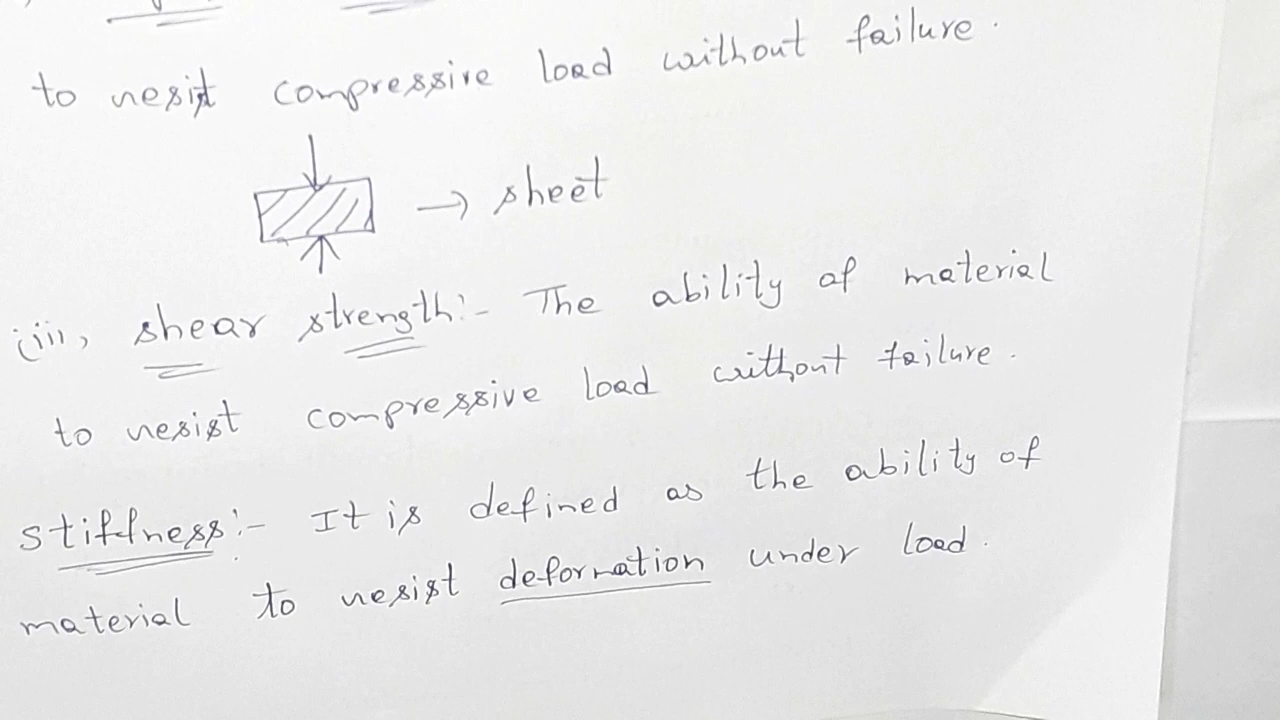 to resist compressive load without failure.
→ sheet
(iii, shear strength:- The ability of material
to resist compressive load without failure.
stiffness:- It is defined as the ability of
material to resist deformation under load.